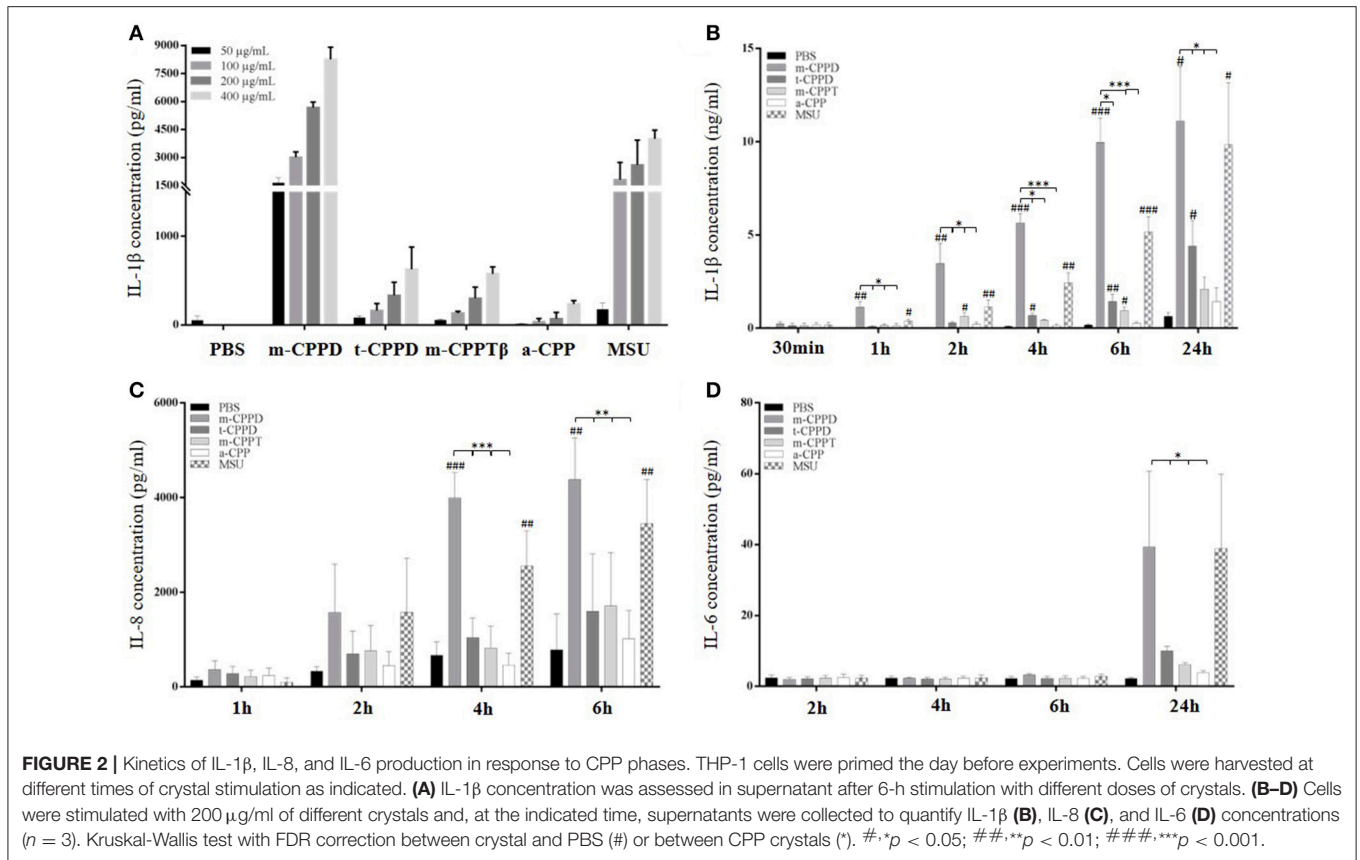 A
IL-1β concentration (pg/ml)
9000
7500
6000
4500
3000
1500
1000
0
50 µg/mL
100 µg/mL
200 µg/mL
400 µg/mL
PBS m-CPPD t-CPPD m-CPPTβ a-CPP MSU
B
IL-1β concentration (ng/ml)
15
10
5
0
PBS
m-CPPD
t-CPPD
m-CPPT
a-CPP
MSU
## * #
## * # ##
### *** * # ##
### *** * ## # ###
# * # #
30min 1h 2h 4h 6h 24h
C
IL-8 concentration (pg/ml)
6000
4000
2000
0
PBS
m-CPPD
t-CPPD
m-CPPT
a-CPP
MSU
### *** ##
## ** ##
1h 2h 4h 6h
D
IL-6 concentration (pg/ml)
80
60
40
20
0
PBS
m-CPPD
t-CPPD
m-CPPT
a-CPP
MSU
*
2h 4h 6h 24h
FIGURE 2 | Kinetics of IL-1β, IL-8, and IL-6 production in response to CPP phases. THP-1 cells were primed the day before experiments. Cells were harvested at
different times of crystal stimulation as indicated. (A) IL-1β concentration was assessed in supernatant after 6-h stimulation with different doses of crystals. (B–D) Cells
were stimulated with 200 µg/ml of different crystals and, at the indicated time, supernatants were collected to quantify IL-1β (B), IL-8 (C), and IL-6 (D) concentrations
(n = 3). Kruskal-Wallis test with FDR correction between crystal and PBS (#) or between CPP crystals (*). #,*p < 0.05; ##,**p < 0.01; ###,***p < 0.001.